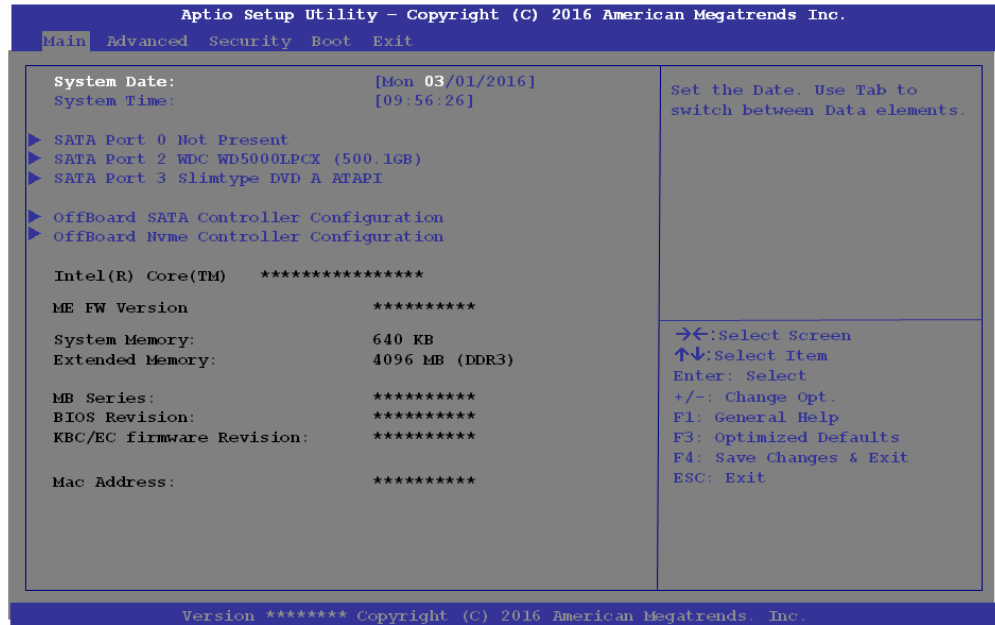 Aptio Setup Utility – Copyright (C) 2016 American Megatrends Inc.
Main Advanced Security Boot Exit
System Date: [Mon 03/01/2016]
System Time: [09:56:26]
SATA Port 0 Not Present
SATA Port 2 WDC WD5000LPCX (500.1GB)
SATA Port 3 Slimtype DVD A ATAPI
OffBoard SATA Controller Configuration
OffBoard Nvme Controller Configuration
Intel(R) Core(TM) ****************
ME FW Version **********
System Memory: 640 KB
Extended Memory: 4096 MB (DDR3)
MB Series: **********
BIOS Revision: **********
KBC/EC firmware Revision: **********
Mac Address: **********
Set the Date. Use Tab to
switch between Data elements.
→←:Select Screen
↑↓:Select Item
Enter: Select
+/-: Change Opt.
F1: General Help
F3: Optimized Defaults
F4: Save Changes & Exit
ESC: Exit
Version ******** Copyright (C) 2016 American Megatrends. Inc.